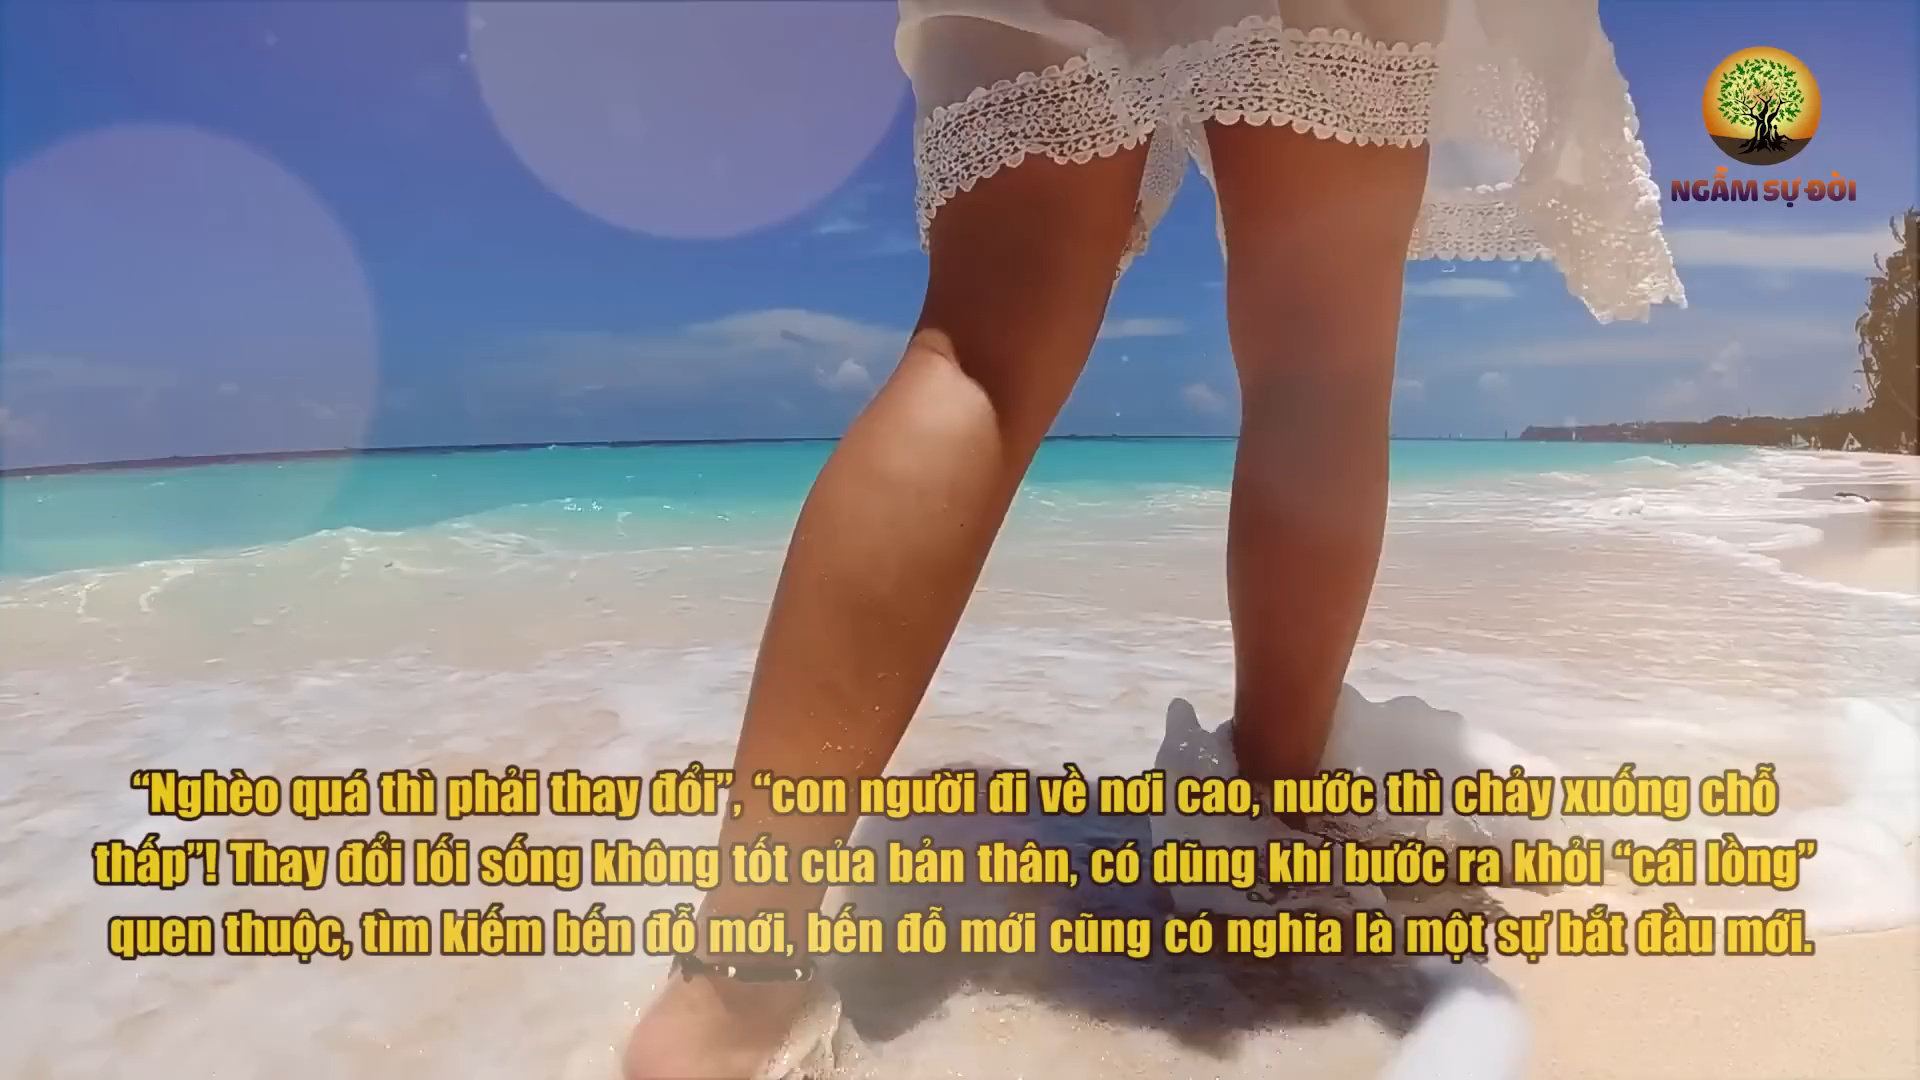 NGẪM SỰ ĐỜI
“Nghèo quá thì phải thay đổi”, “con người đi về nơi cao, nước thì chảy xuống chỗ
thấp”! Thay đổi lối sống không tốt của bản thân, có dũng khí bước ra khỏi “cái lồng”
quen thuộc, tìm kiếm bến đỗ mới, bến đỗ mới cũng có nghĩa là một sự bắt đầu mới.